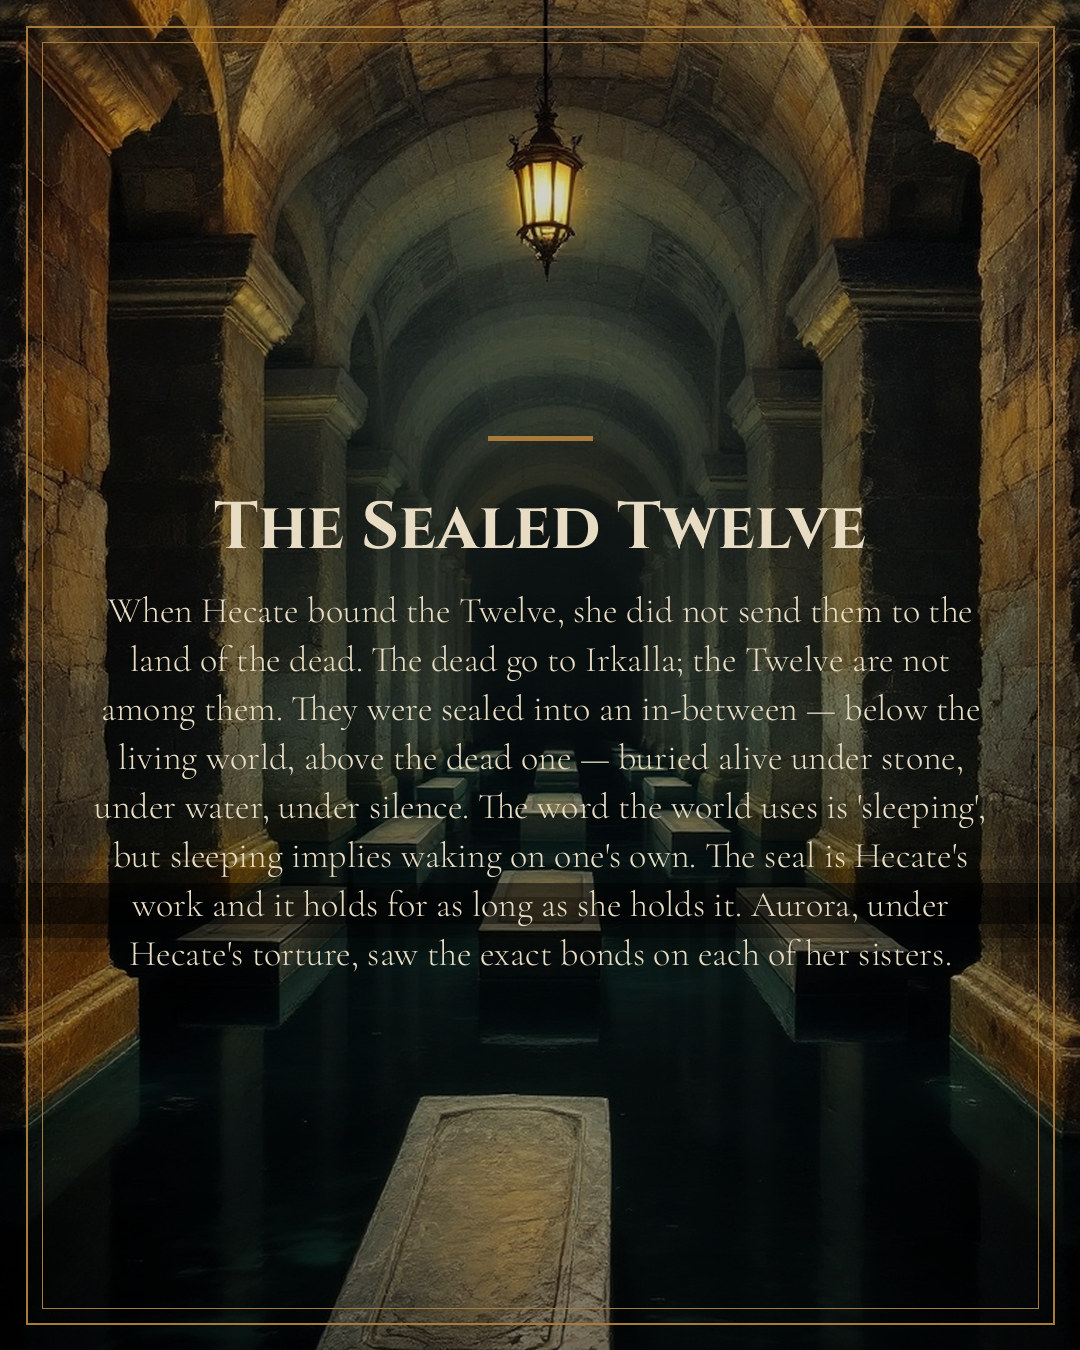 The Sealed Twelve
When Hecate bound the Twelve, she did not send them to the
land of the dead. The dead go to Irkalla; the Twelve are not
among them. They were sealed into an in-between — below the
living world, above the dead one — buried alive under stone,
under water, under silence. The word the world uses is 'sleeping',
but sleeping implies waking on one's own. The seal is Hecate's
work and it holds for as long as she holds it. Aurora, under
Hecate's torture, saw the exact bonds on each of her sisters.